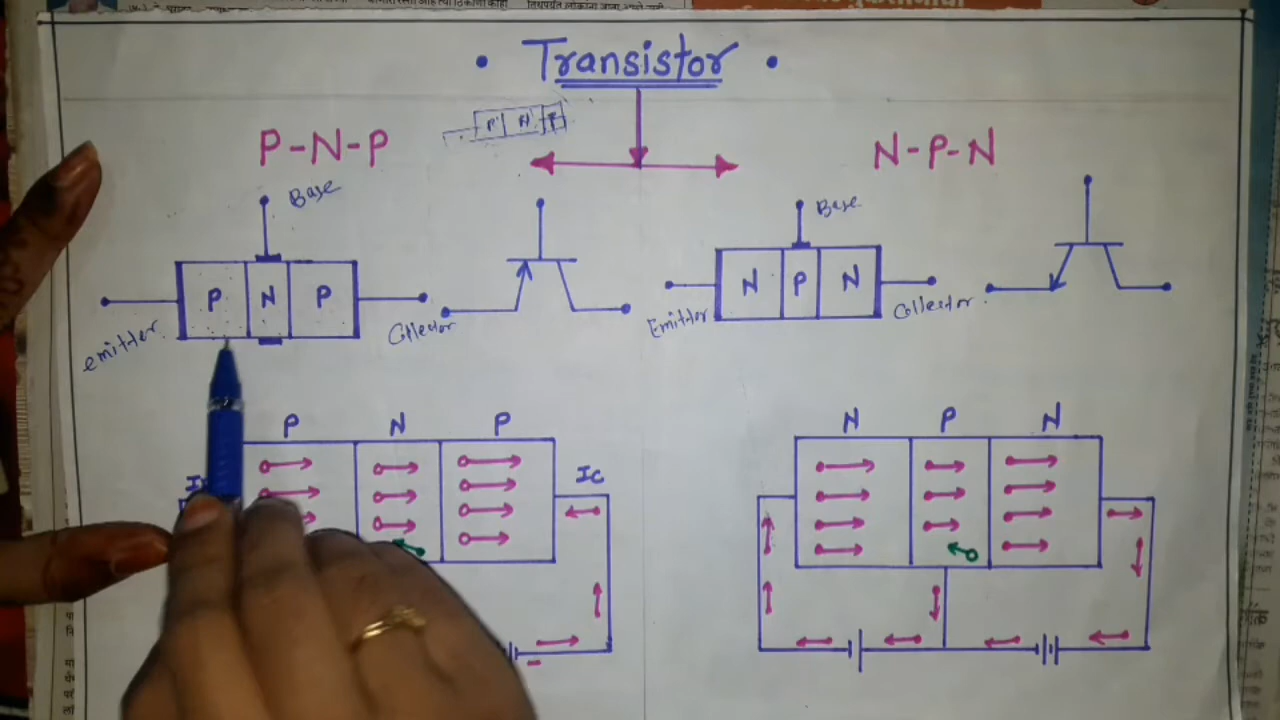 • Transistor •
P N P
P-N-P
N-P-N
Base
Base
P N P
N P N
emitter
Collector
Emitter
Collector
P N P
N P N
IC